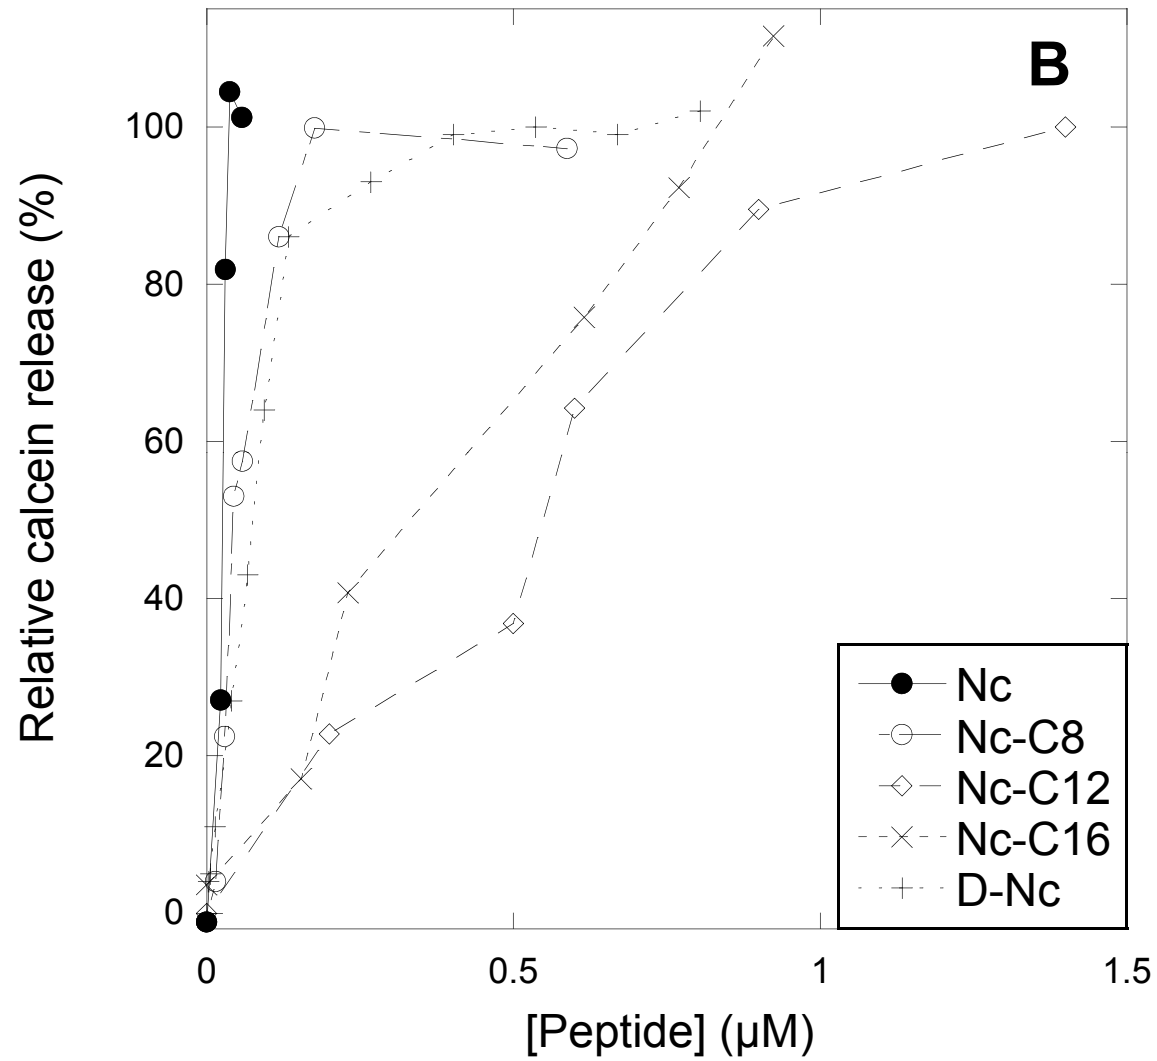 B
Relative calcein release (%)
100
80
60
40
20
0
0 0.5 1 1.5
[Peptide] (µM)
Nc
Nc-C8
Nc-C12
Nc-C16
D-Nc